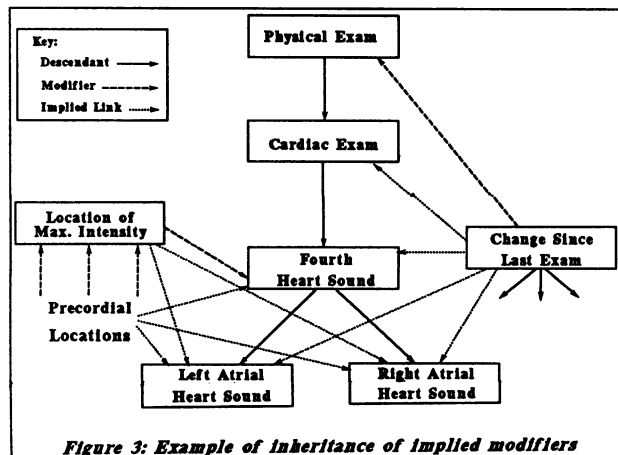 Key:
Descendant
Modifier
Implied Link
Physical Exam
Cardiac Exam
Location of
Max. Intensity
Fourth
Heart Sound
Change Since
Last Exam
Precordial
Locations
Left Atrial
Heart Sound
Right Atrial
Heart Sound
Figure 3: Example of inheritance of implied modifiers